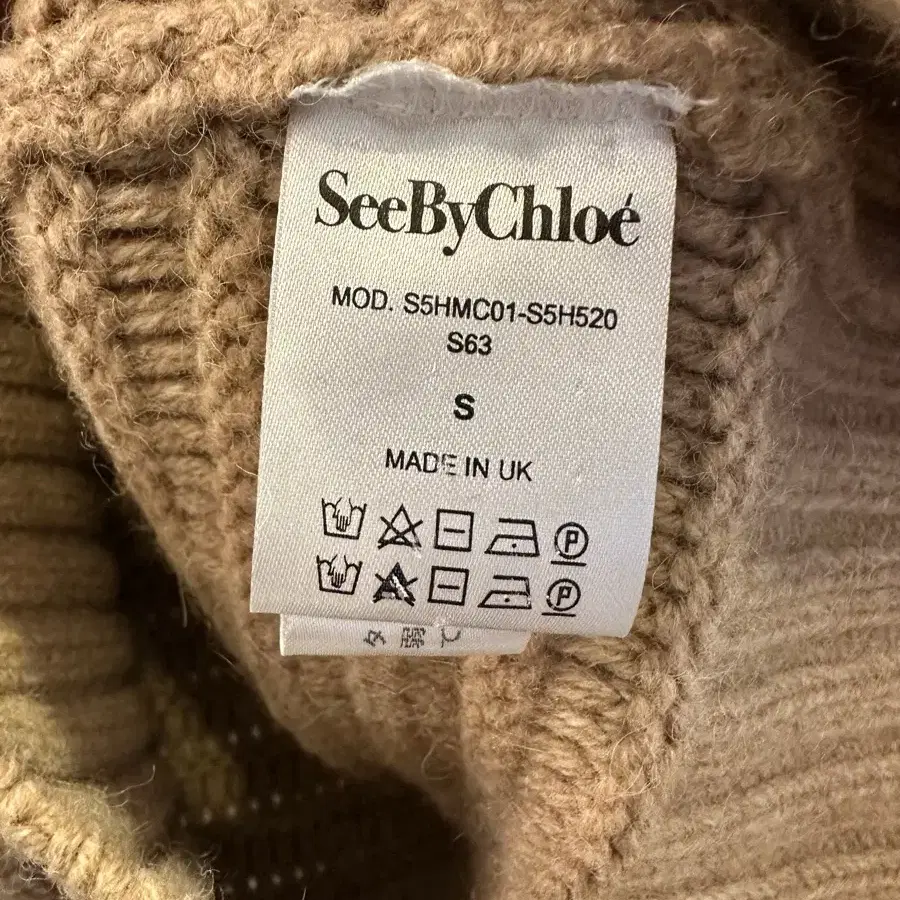 SeeByChloé
MOD. S5HMC01-S5H520
S63
S
MADE IN UK
P
A
P